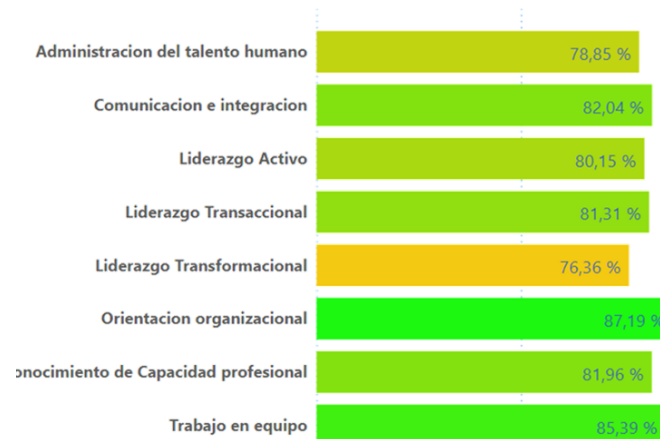 Administracion del talento humano 78,85 %
Comunicacion e integracion 82,04 %
Liderazgo Activo 80,15 %
Liderazgo Transaccional 81,31 %
Liderazgo Transformacional 76,36 %
Orientacion organizacional 87,19 %
onocimiento de Capacidad profesional 81,96 %
Trabajo en equipo 85,39 %